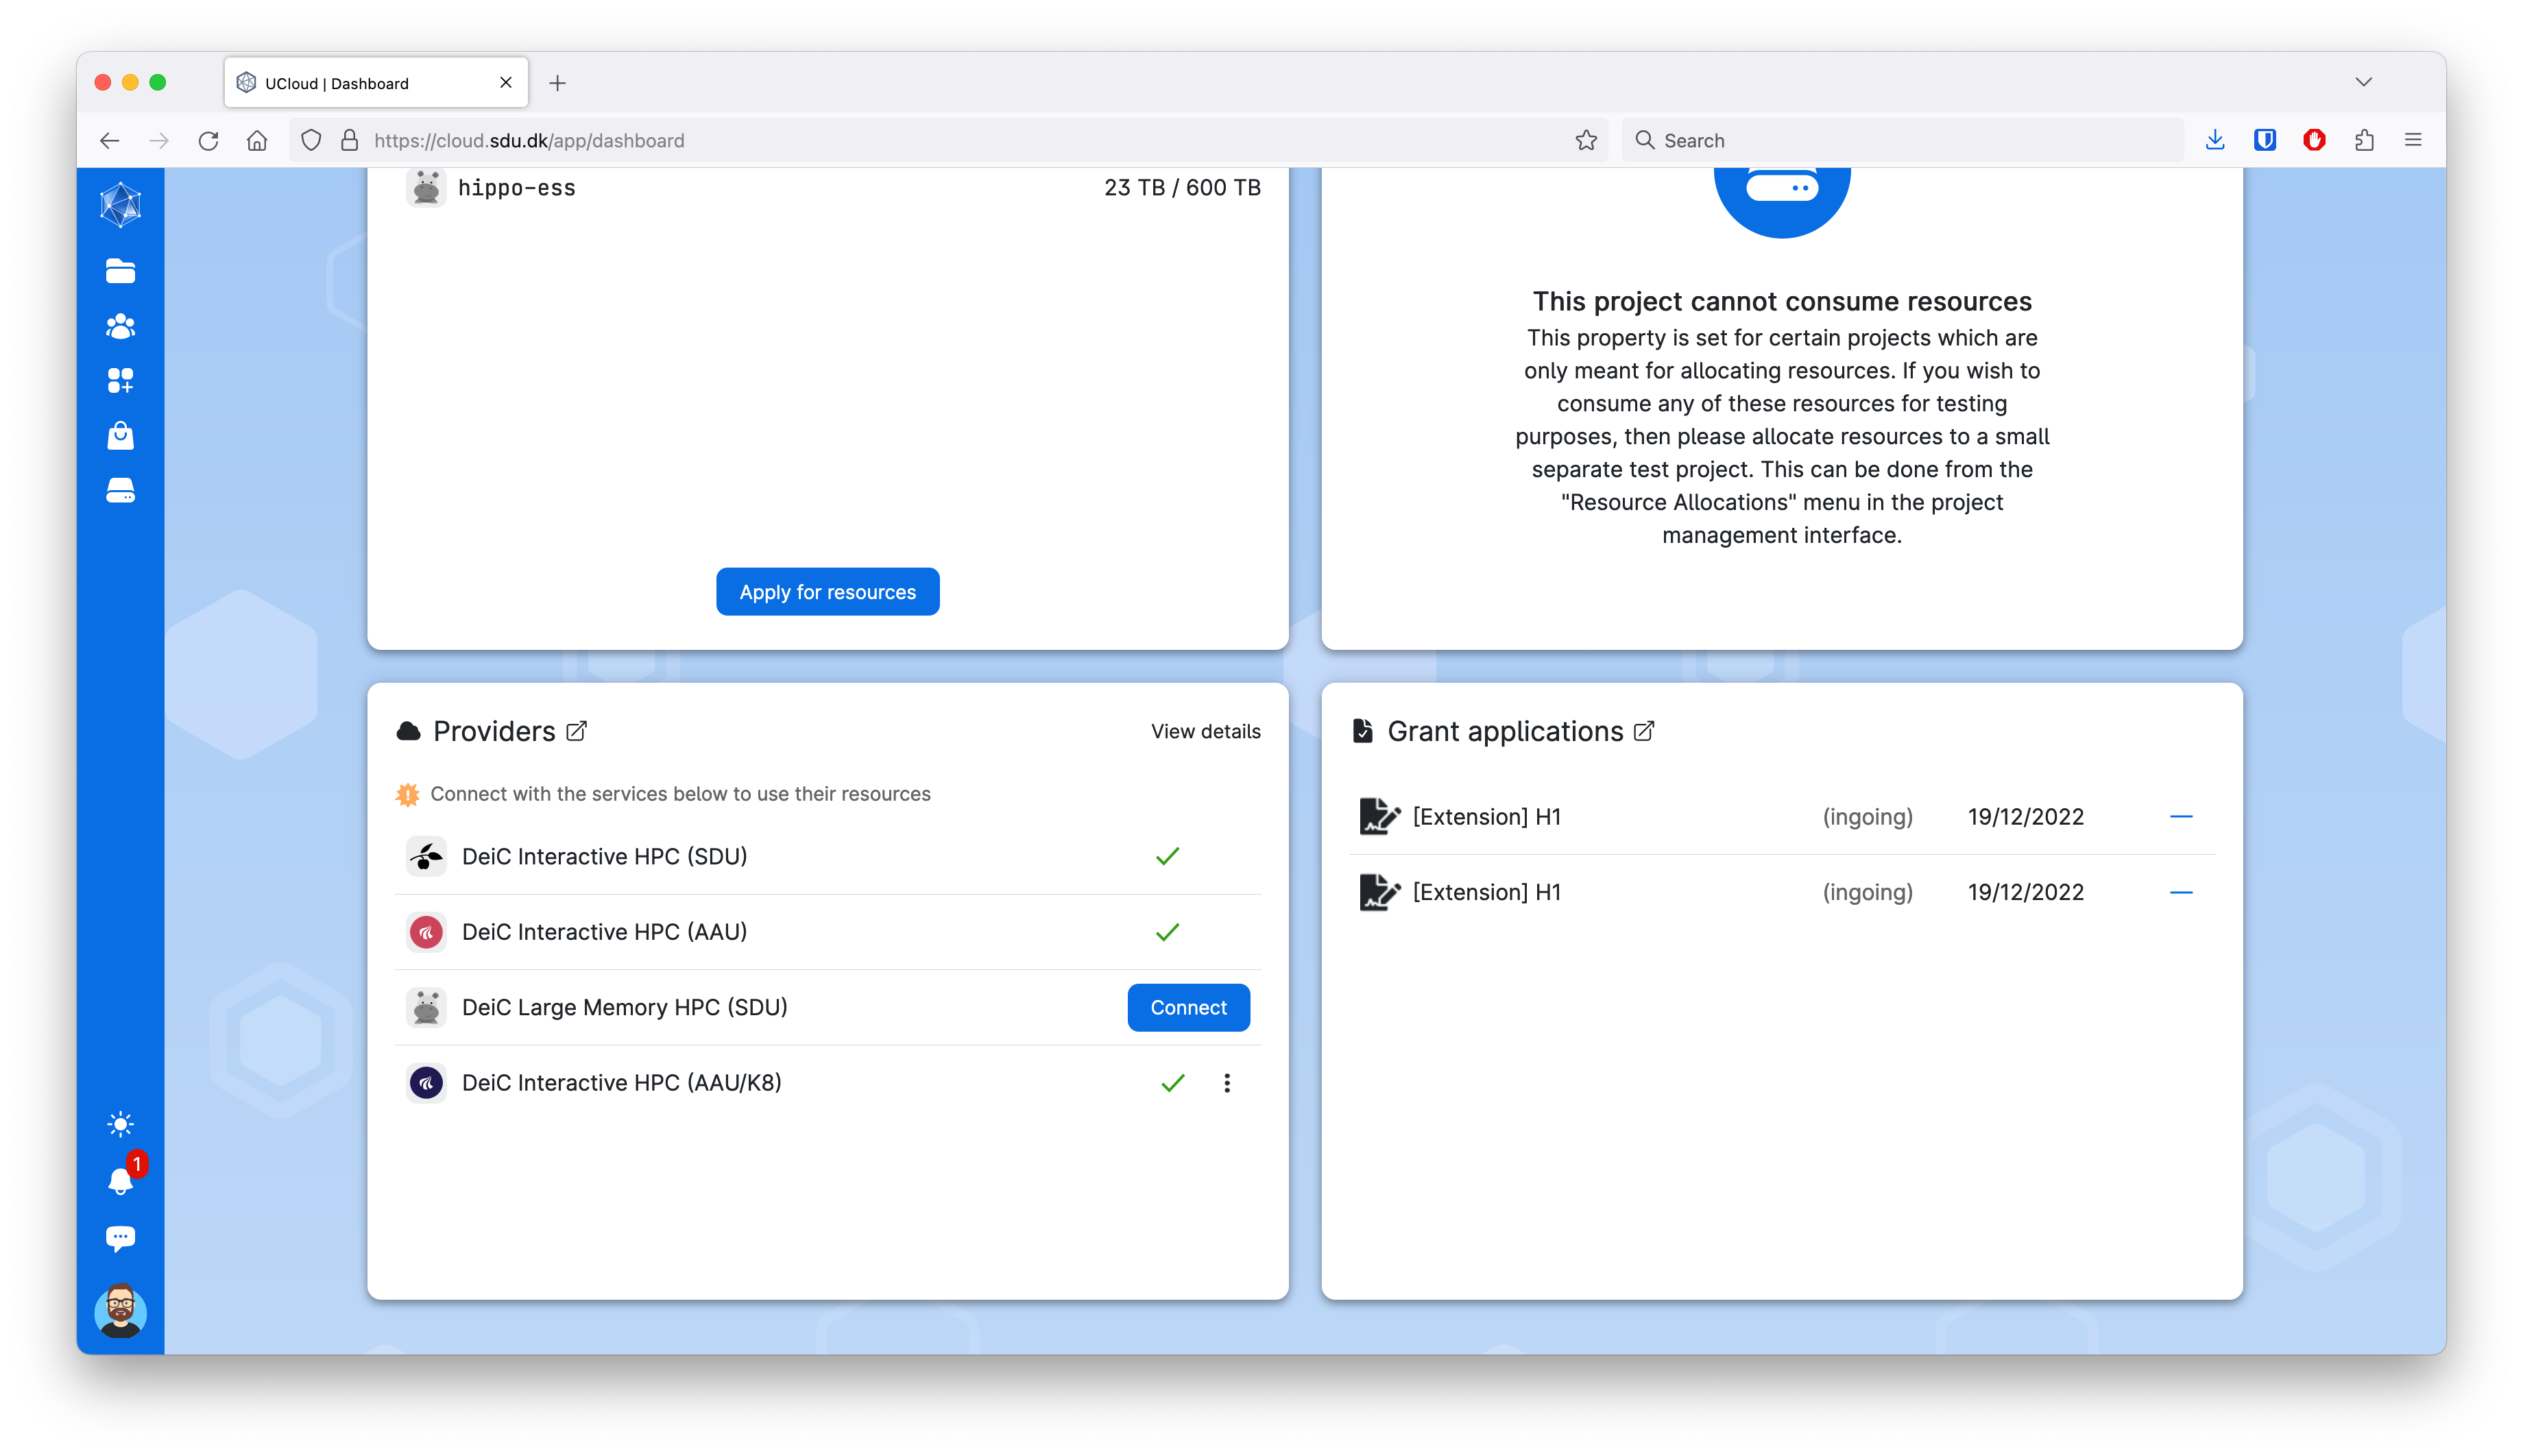 UCloud | Dashboard
https://cloud.sdu.dk/app/dashboard
Search
hippo-ess
23 TB / 600 TB
Apply for resources
This project cannot consume resources
This property is set for certain projects which are
only meant for allocating resources. If you wish to
consume any of these resources for testing
purposes, then please allocate resources to a small
separate test project. This can be done from the
"Resource Allocations" menu in the project
management interface.
Providers
View details
Connect with the services below to use their resources
DeiC Interactive HPC (SDU)
DeiC Interactive HPC (AAU)
DeiC Large Memory HPC (SDU)
Connect
DeiC Interactive HPC (AAU/K8)
Grant applications
[Extension] H1 (ingoing) 19/12/2022
[Extension] H1 (ingoing) 19/12/2022
1